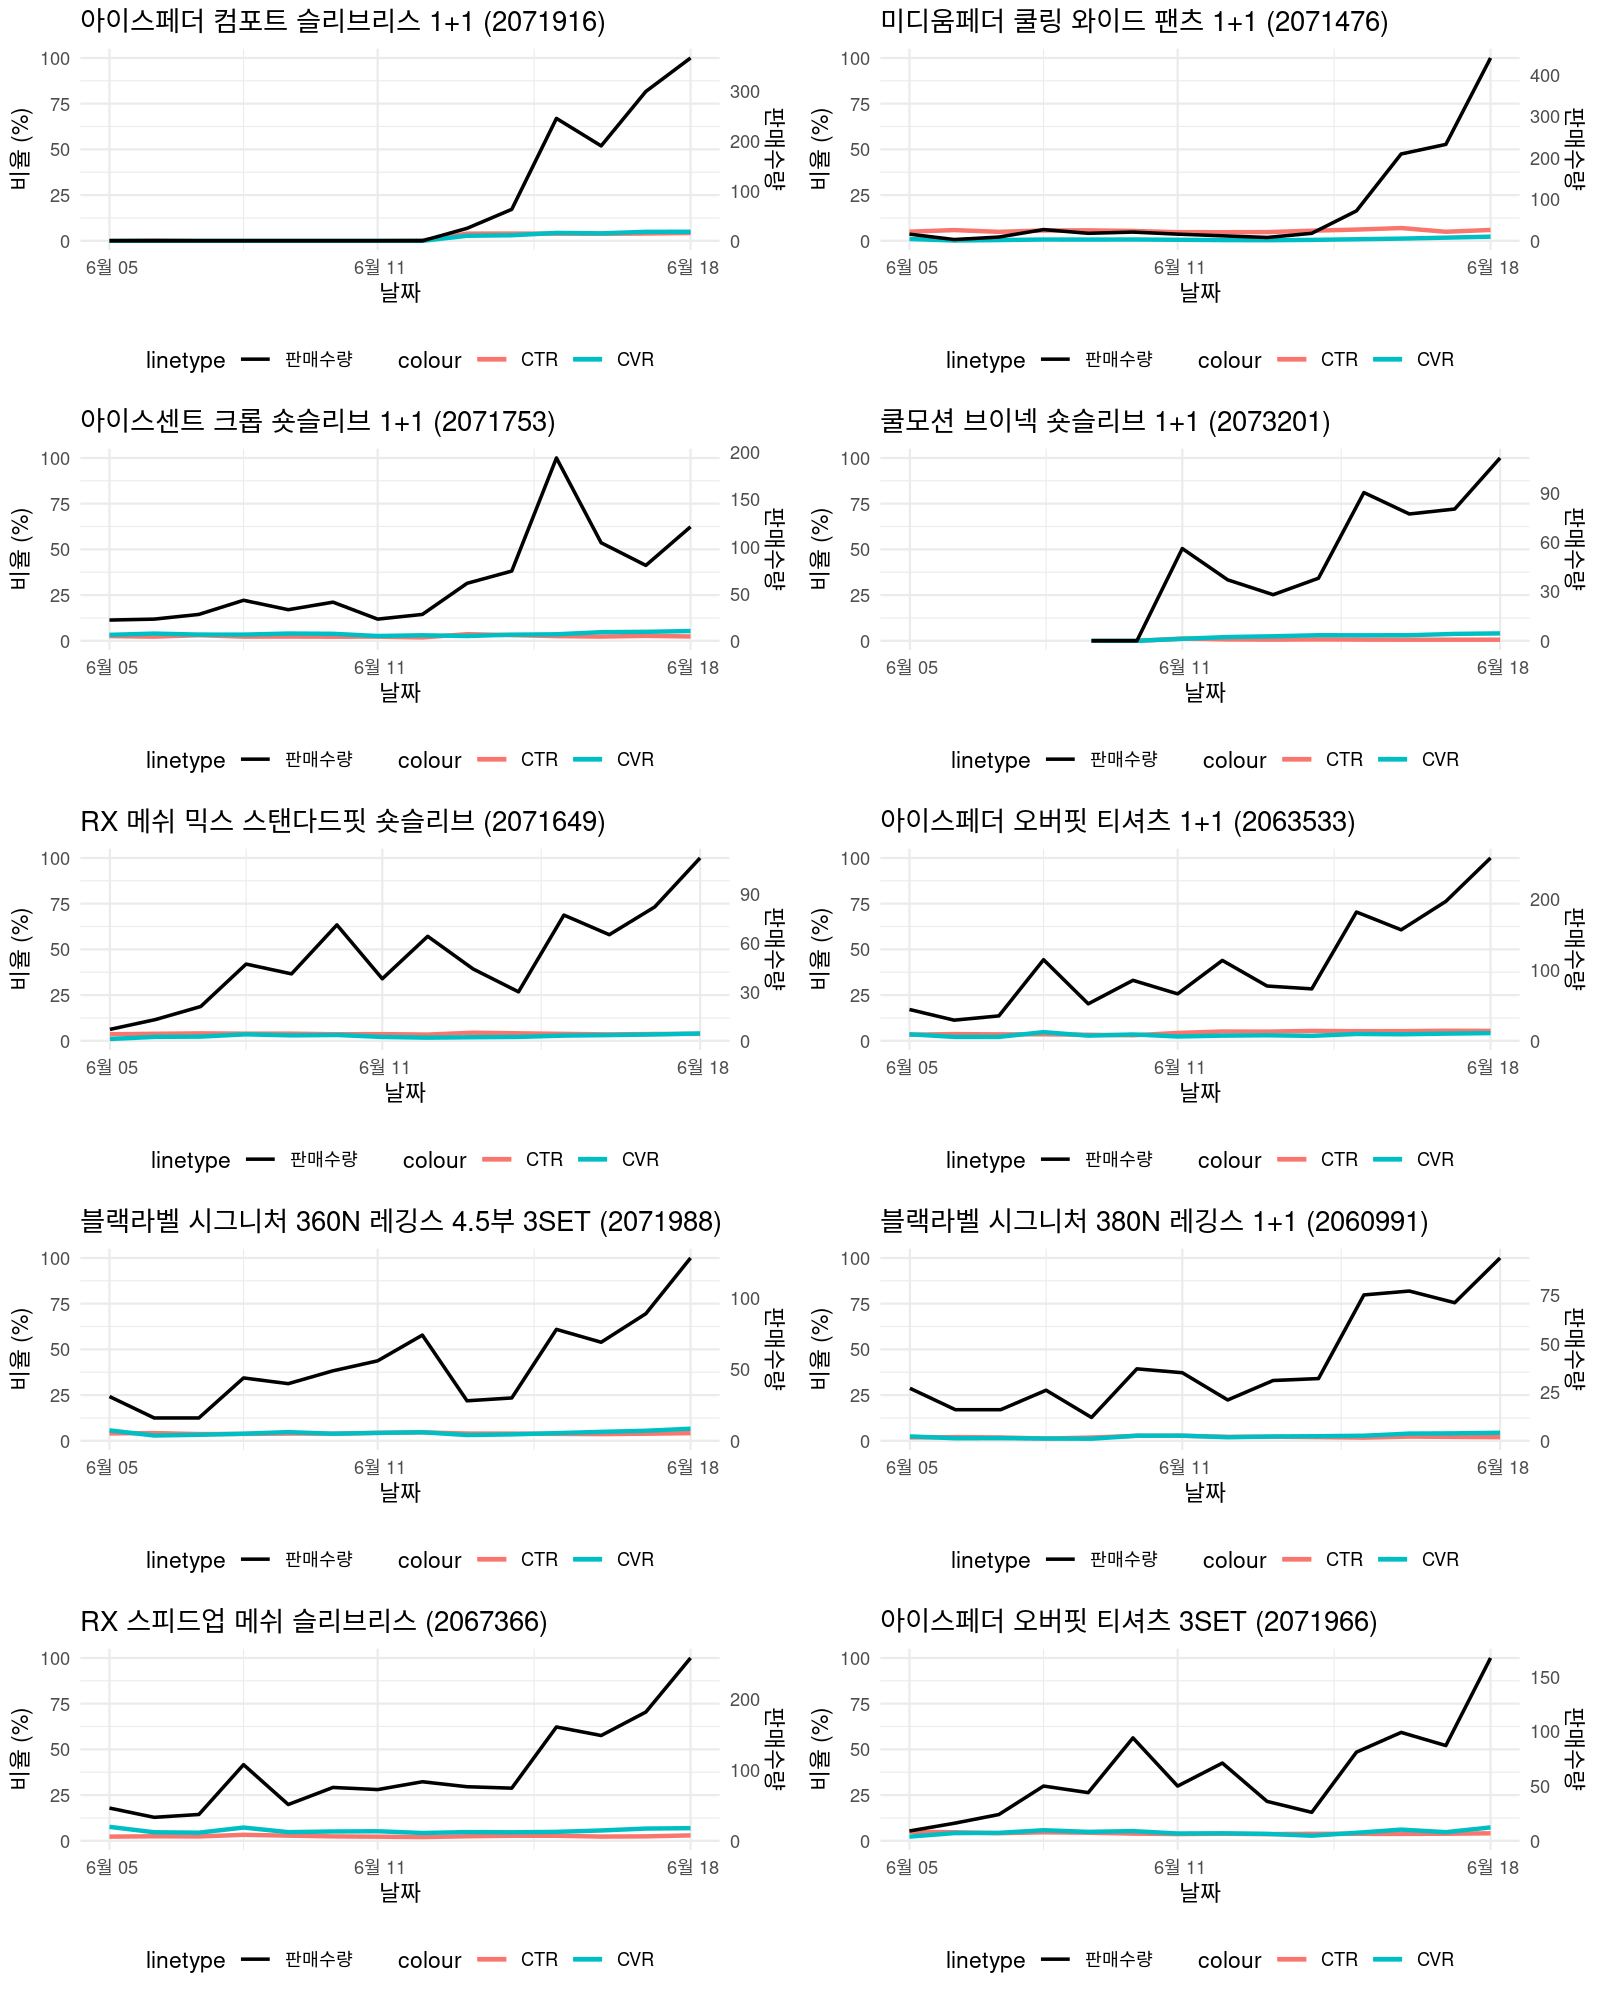 아이스페더 컴포트 슬리브리스 1+1 (2071916)
100
75
50
25
0
비율 (%)
300
200
100
0
판매수량
6월 05
6월 11
6월 18
날짜
linetype 판매수량 colour CTR CVR
미디움페더 쿨링 와이드 팬츠 1+1 (2071476)
100
75
50
25
0
비율 (%)
400
300
200
100
0
판매수량
6월 05
6월 11
6월 18
날짜
linetype 판매수량 colour CTR CVR
아이스센트 크롭 숏슬리브 1+1 (2071753)
100
75
50
25
0
비율 (%)
200
150
100
50
0
판매수량
6월 05
6월 11
6월 18
날짜
linetype 판매수량 colour CTR CVR
쿨모션 브이넥 숏슬리브 1+1 (2073201)
100
75
50
25
0
비율 (%)
90
60
30
0
판매수량
6월 05
6월 11
6월 18
날짜
linetype 판매수량 colour CTR CVR
RX 메쉬 믹스 스탠다드핏 숏슬리브 (2071649)
100
75
50
25
0
비율 (%)
90
60
30
0
판매수량
6월 05
6월 11
6월 18
날짜
linetype 판매수량 colour CTR CVR
아이스페더 오버핏 티셔츠 1+1 (2063533)
100
75
50
25
0
비율 (%)
200
100
0
판매수량
6월 05
6월 11
6월 18
날짜
linetype 판매수량 colour CTR CVR
블랙라벨 시그니처 360N 레깅스 4.5부 3SET (2071988)
100
75
50
25
0
비율 (%)
100
50
0
판매수량
6월 05
6월 11
6월 18
날짜
linetype 판매수량 colour CTR CVR
블랙라벨 시그니처 380N 레깅스 1+1 (2060991)
100
75
50
25
0
비율 (%)
75
50
25
0
판매수량
6월 05
6월 11
6월 18
날짜
linetype 판매수량 colour CTR CVR
RX 스피드업 메쉬 슬리브리스 (2067366)
100
75
50
25
0
비율 (%)
200
100
0
판매수량
6월 05
6월 11
6월 18
날짜
linetype 판매수량 colour CTR CVR
아이스페더 오버핏 티셔츠 3SET (2071966)
100
75
50
25
0
비율 (%)
150
100
50
0
판매수량
6월 05
6월 11
6월 18
날짜
linetype 판매수량 colour CTR CVR